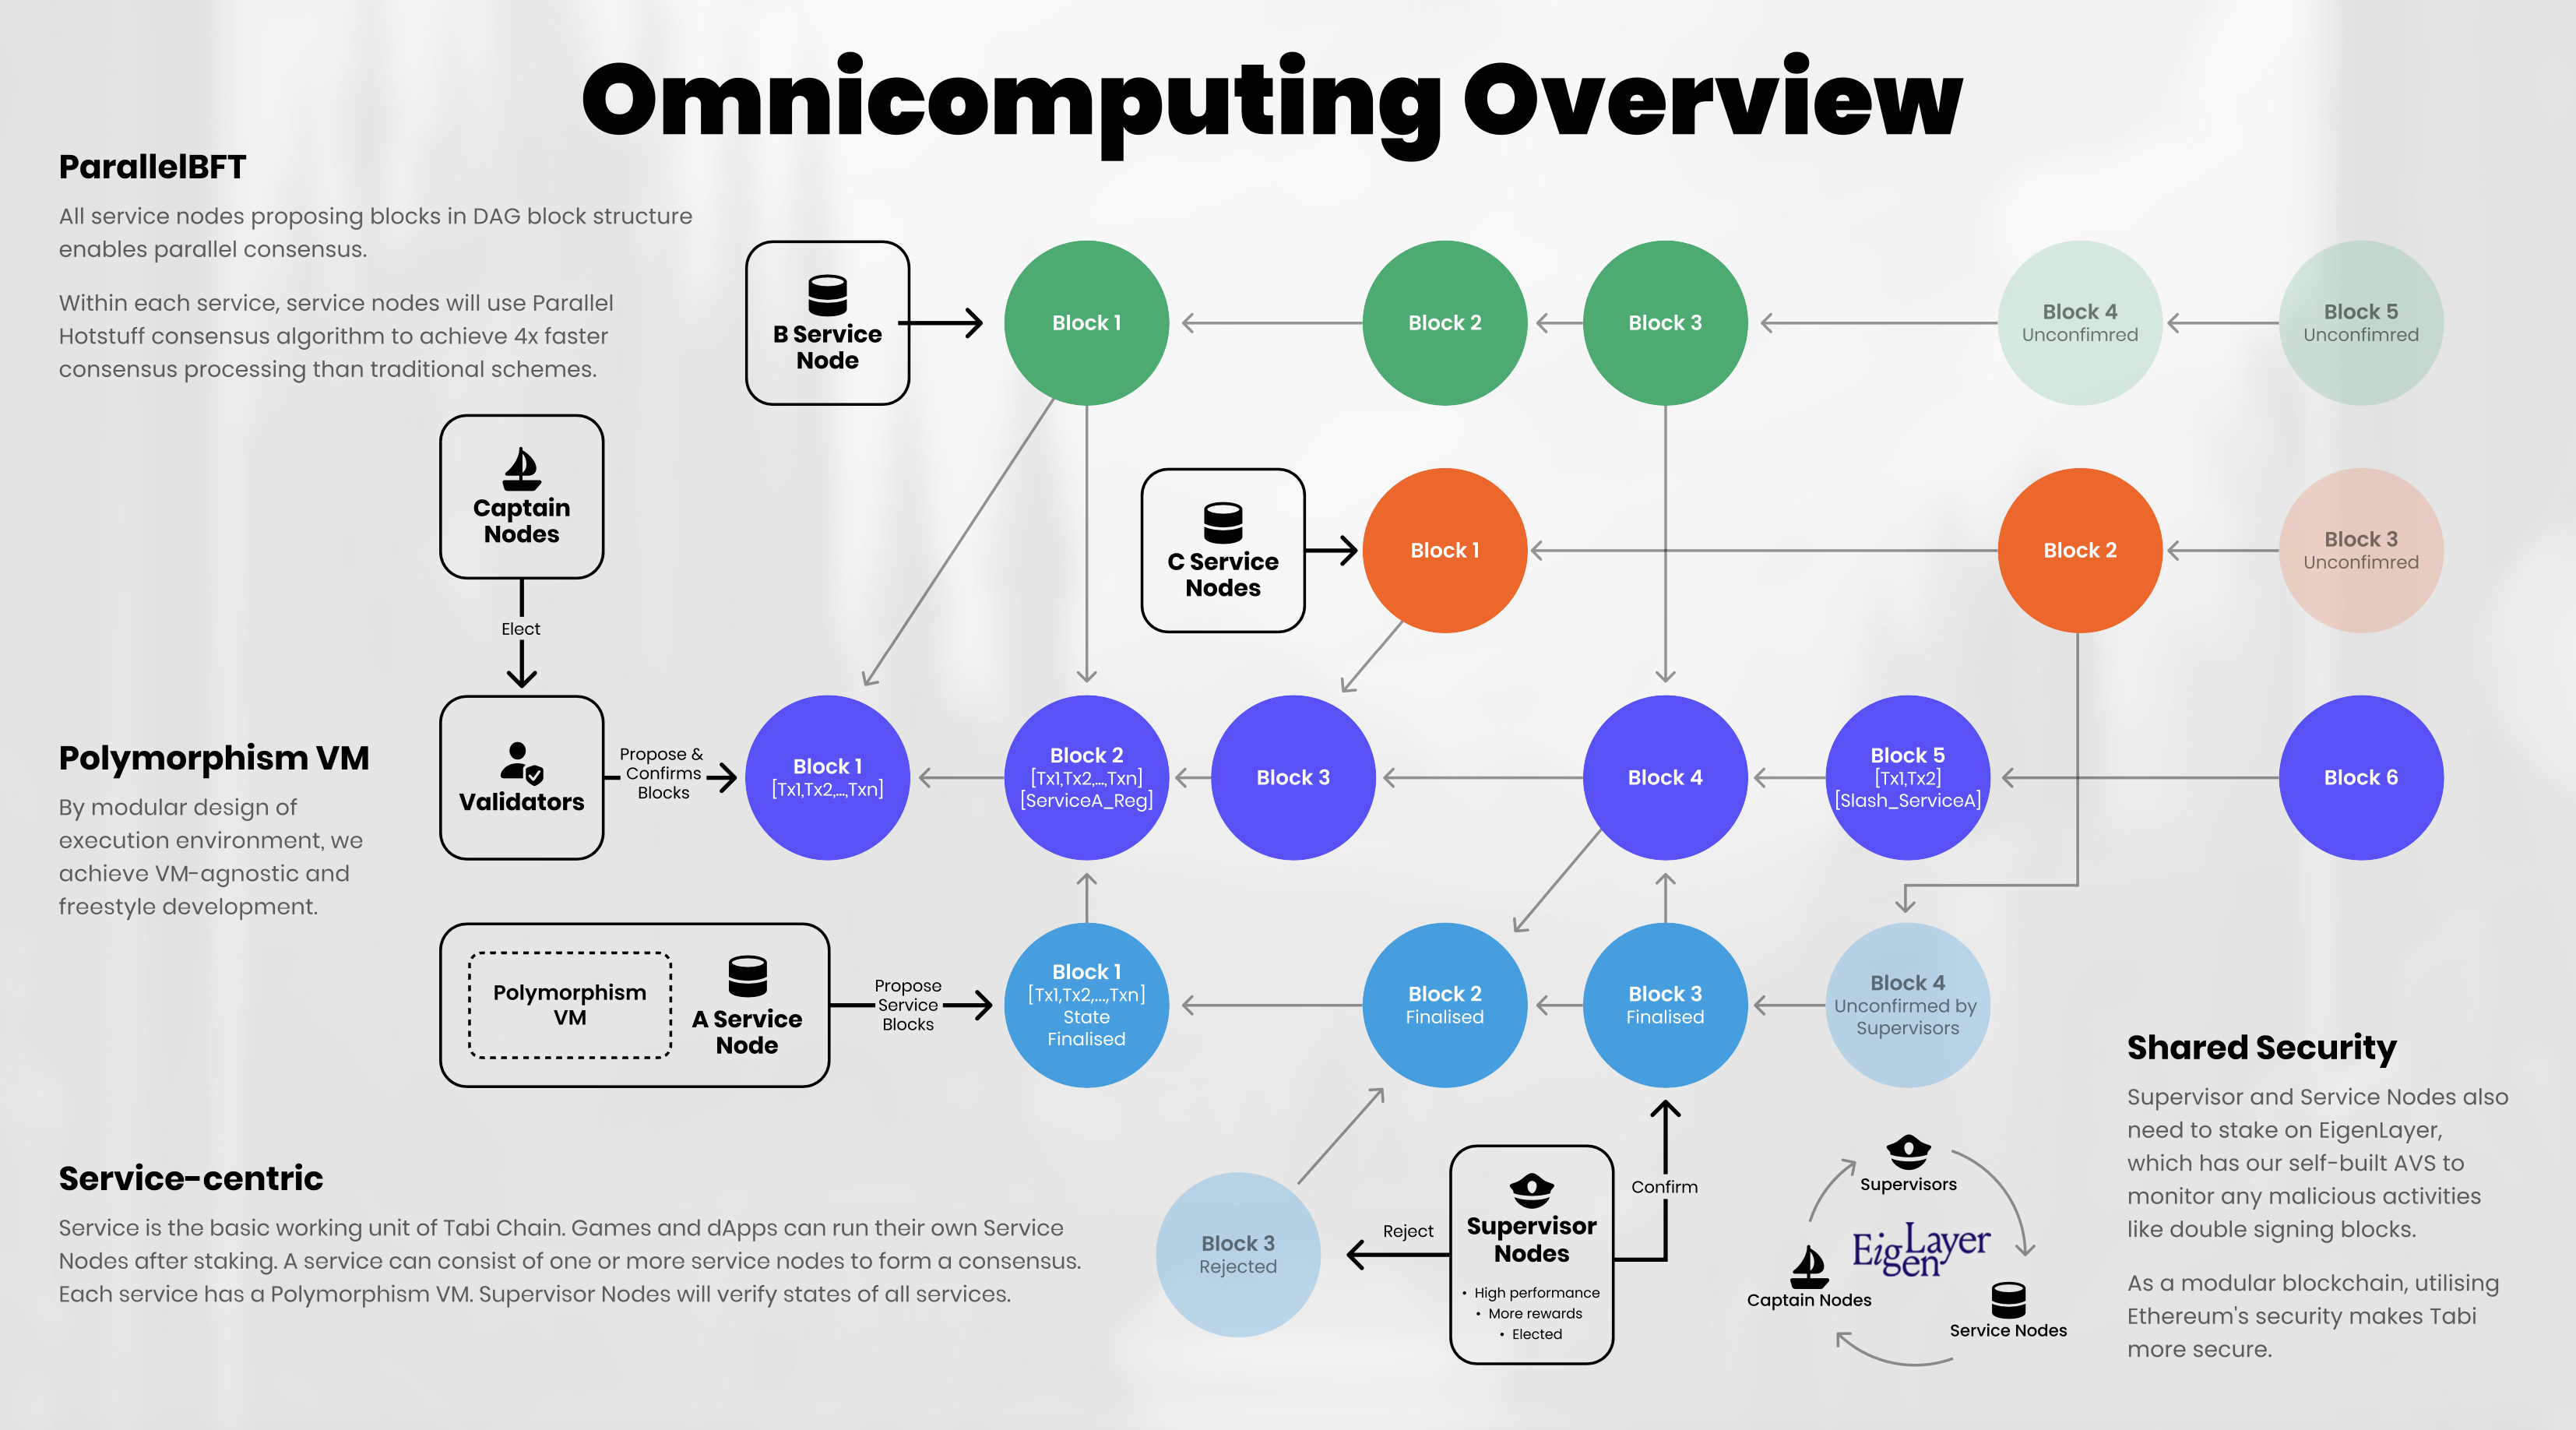 Omnicomputing Overview
ParallelBFT
All service nodes proposing blocks in DAG block structure
enables parallel consensus.
Within each service, service nodes will use Parallel
Hotstuff consensus algorithm to achieve 4x faster
consensus processing than traditional schemes.
B Service
Node
Block 1
Block 2
Block 3
Block 4
Unconfimred
Block 5
Unconfimred
Captain
Nodes
Elect
C Service
Nodes
Block 1
Block 2
Block 3
Unconfimred
Validators
Propose &
Confirms
Blocks
Block 1
[Tx1,Tx2,...,Txn]
Block 2
[Tx1,Tx2,...,Txn]
[ServiceA_Reg]
Block 3
Block 4
Block 5
[Tx1,Tx2]
[Slash_ServiceA]
Block 6
Polymorphism VM
By modular design of
execution environment, we
achieve VM-agnostic and
freestyle development.
Polymorphism
VM
A Service
Node
Propose
Service
Blocks
Block 1
[Tx1,Tx2,...,Txn]
State
Finalised
Block 2
Finalised
Block 3
Finalised
Block 4
Unconfirmed by
Supervisors
Service-centric
Service is the basic working unit of Tabi Chain. Games and dApps can run their own Service
Nodes after staking. A service can consist of one or more service nodes to form a consensus.
Each service has a Polymorphism VM. Supervisor Nodes will verify states of all services.
Block 3
Rejected
Reject
Supervisor
Nodes
• High performance
• More rewards
• Elected
Confirm
Supervisors
EigenLayer
Captain Nodes
Service Nodes
Shared Security
Supervisor and Service Nodes also
need to stake on EigenLayer,
which has our self-built AVS to
monitor any malicious activities
like double signing blocks.
As a modular blockchain, utilising
Ethereum's security makes Tabi
more secure.